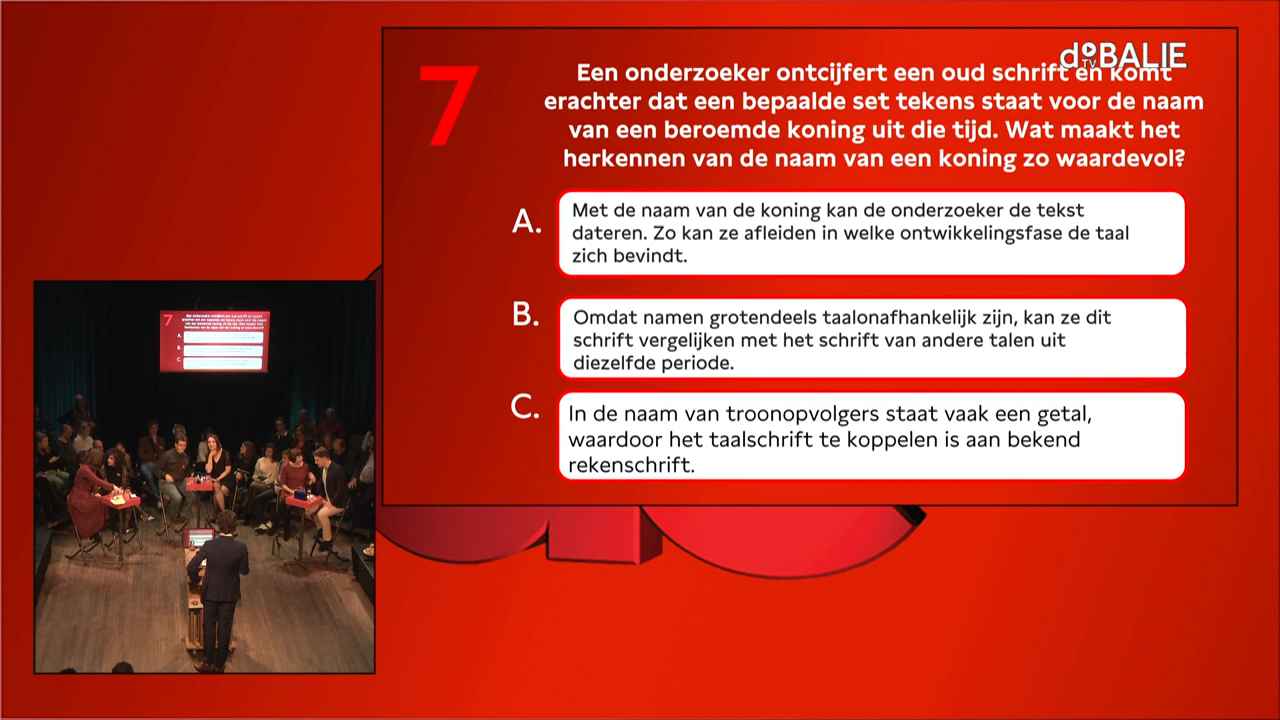 de BALIE
TV
7
Een onderzoeker ontcijfert een oud schrift en komt
erachter dat een bepaalde set tekens staat voor de naam
van een beroemde koning uit die tijd. Wat maakt het
herkennen van de naam van een koning zo waardevol?
A.
Met de naam van de koning kan de onderzoeker de tekst
dateren. Zo kan ze afleiden in welke ontwikkelingsfase de taal
zich bevindt.
B.
Omdat namen grotendeels taalonafhankelijk zijn, kan ze dit
schrift vergelijken met het schrift van andere talen uit
diezelfde periode.
C.
In de naam van troonopvolgers staat vaak een getal,
waardoor het taalschrift te koppelen is aan bekend
rekenschrift.
7
A.
B.
C.